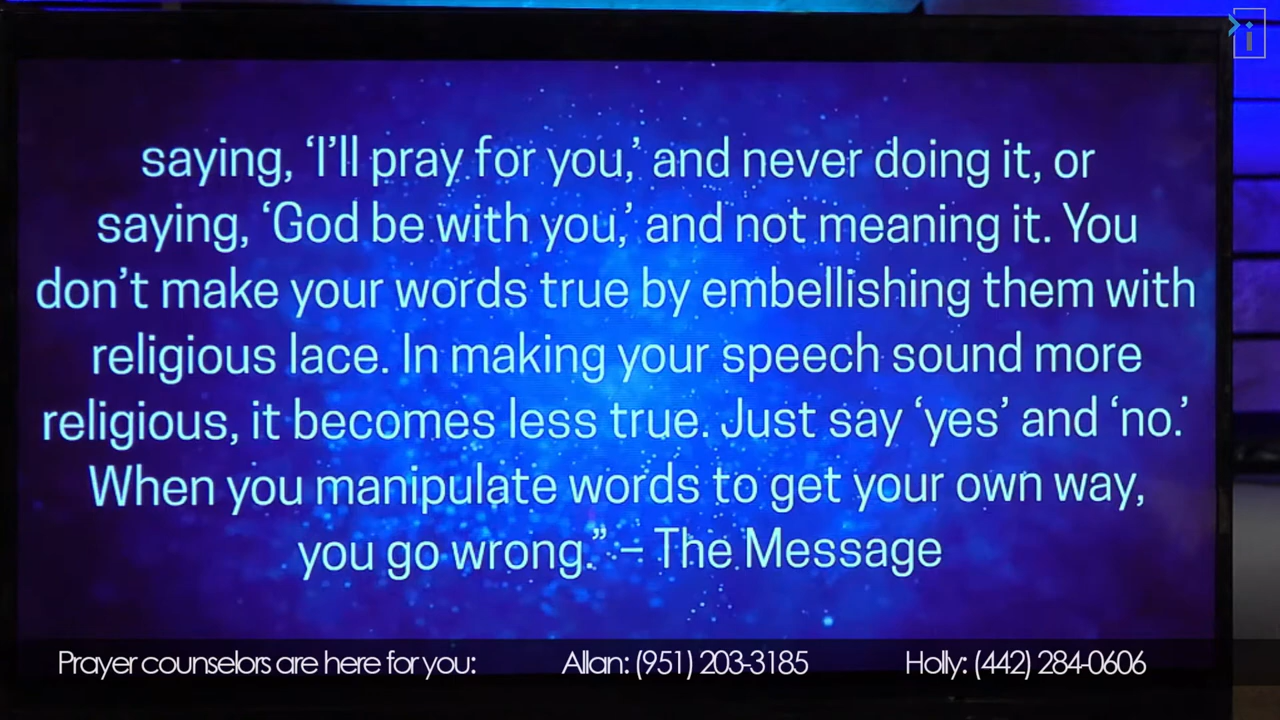 saying, ‘I’ll pray for you,’ and never doing it, or
saying, ‘God be with you,’ and not meaning it. You
don’t make your words true by embellishing them with
religious lace. In making your speech sound more
religious, it becomes less true. Just say ‘yes’ and ‘no.’
When you manipulate words to get your own way,
you go wrong.” – The Message
Prayer counselors are here for you: Allan: (951) 203-3185 Holly: (442) 284-0606